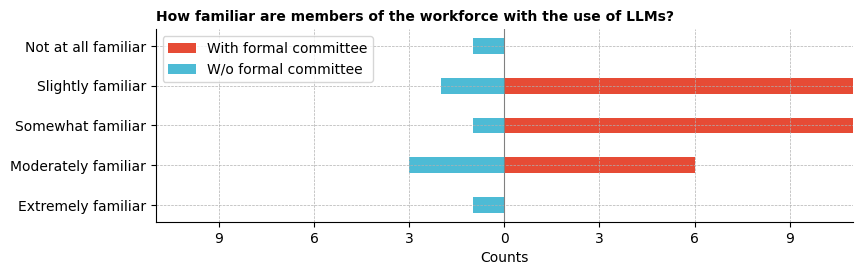 How familiar are members of the workforce with the use of LLMs?
With formal committee
W/o formal committee
Not at all familiar
Slightly familiar
Somewhat familiar
Moderately familiar
Extremely familiar
9 6 3 0 3 6 9
Counts